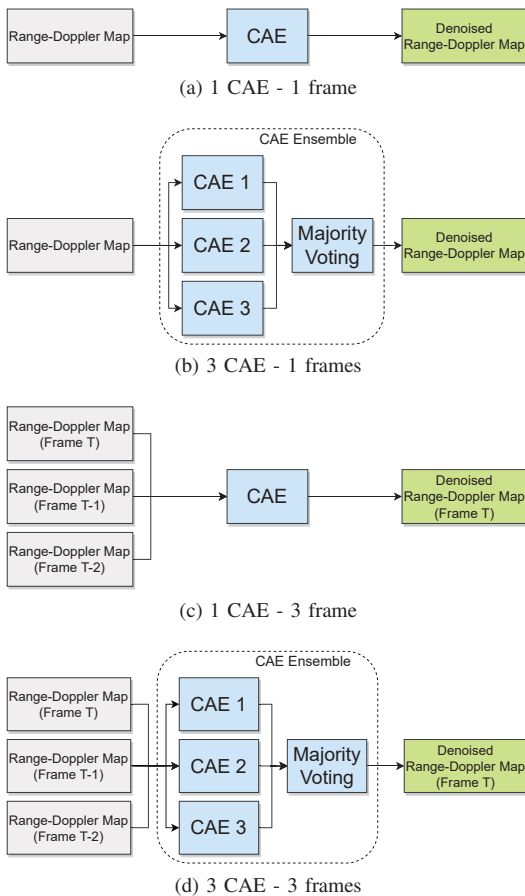 Range-Doppler Map
CAE
Denoised
Range-Doppler Map
(a) 1 CAE - 1 frame
CAE Ensemble
CAE 1
Range-Doppler Map
CAE 2
Majority
Voting
Denoised
Range-Doppler Map
CAE 3
(b) 3 CAE - 1 frames
Range-Doppler Map
(Frame T)
Range-Doppler Map
(Frame T-1)
CAE
Denoised
Range-Doppler Map
(Frame T)
Range-Doppler Map
(Frame T-2)
(c) 1 CAE - 3 frame
CAE Ensemble
Range-Doppler Map
(Frame T)
CAE 1
Range-Doppler Map
(Frame T-1)
CAE 2
Majority
Voting
Denoised
Range-Doppler Map
(Frame T)
Range-Doppler Map
(Frame T-2)
CAE 3
(d) 3 CAE - 3 frames